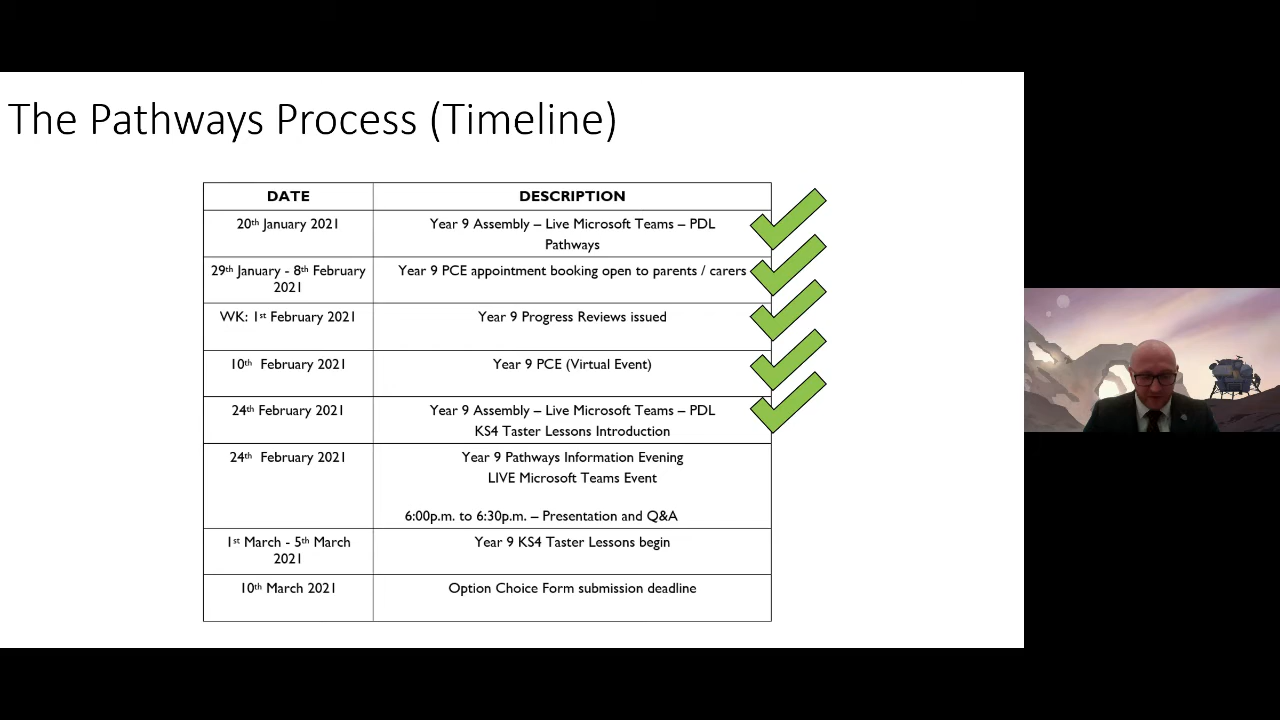 The Pathways Process (Timeline)
DATE DESCRIPTION
20th January 2021 Year 9 Assembly – Live Microsoft Teams – PDL
Pathways
29th January - 8th February Year 9 PCE appointment booking open to parents / carers
2021
WK: 1st February 2021 Year 9 Progress Reviews issued
10th February 2021 Year 9 PCE (Virtual Event)
24th February 2021 Year 9 Assembly – Live Microsoft Teams – PDL
KS4 Taster Lessons Introduction
24th February 2021 Year 9 Pathways Information Evening
LIVE Microsoft Teams Event
6:00p.m. to 6:30p.m. – Presentation and Q&A
1st March - 5th March Year 9 KS4 Taster Lessons begin
2021
10th March 2021 Option Choice Form submission deadline